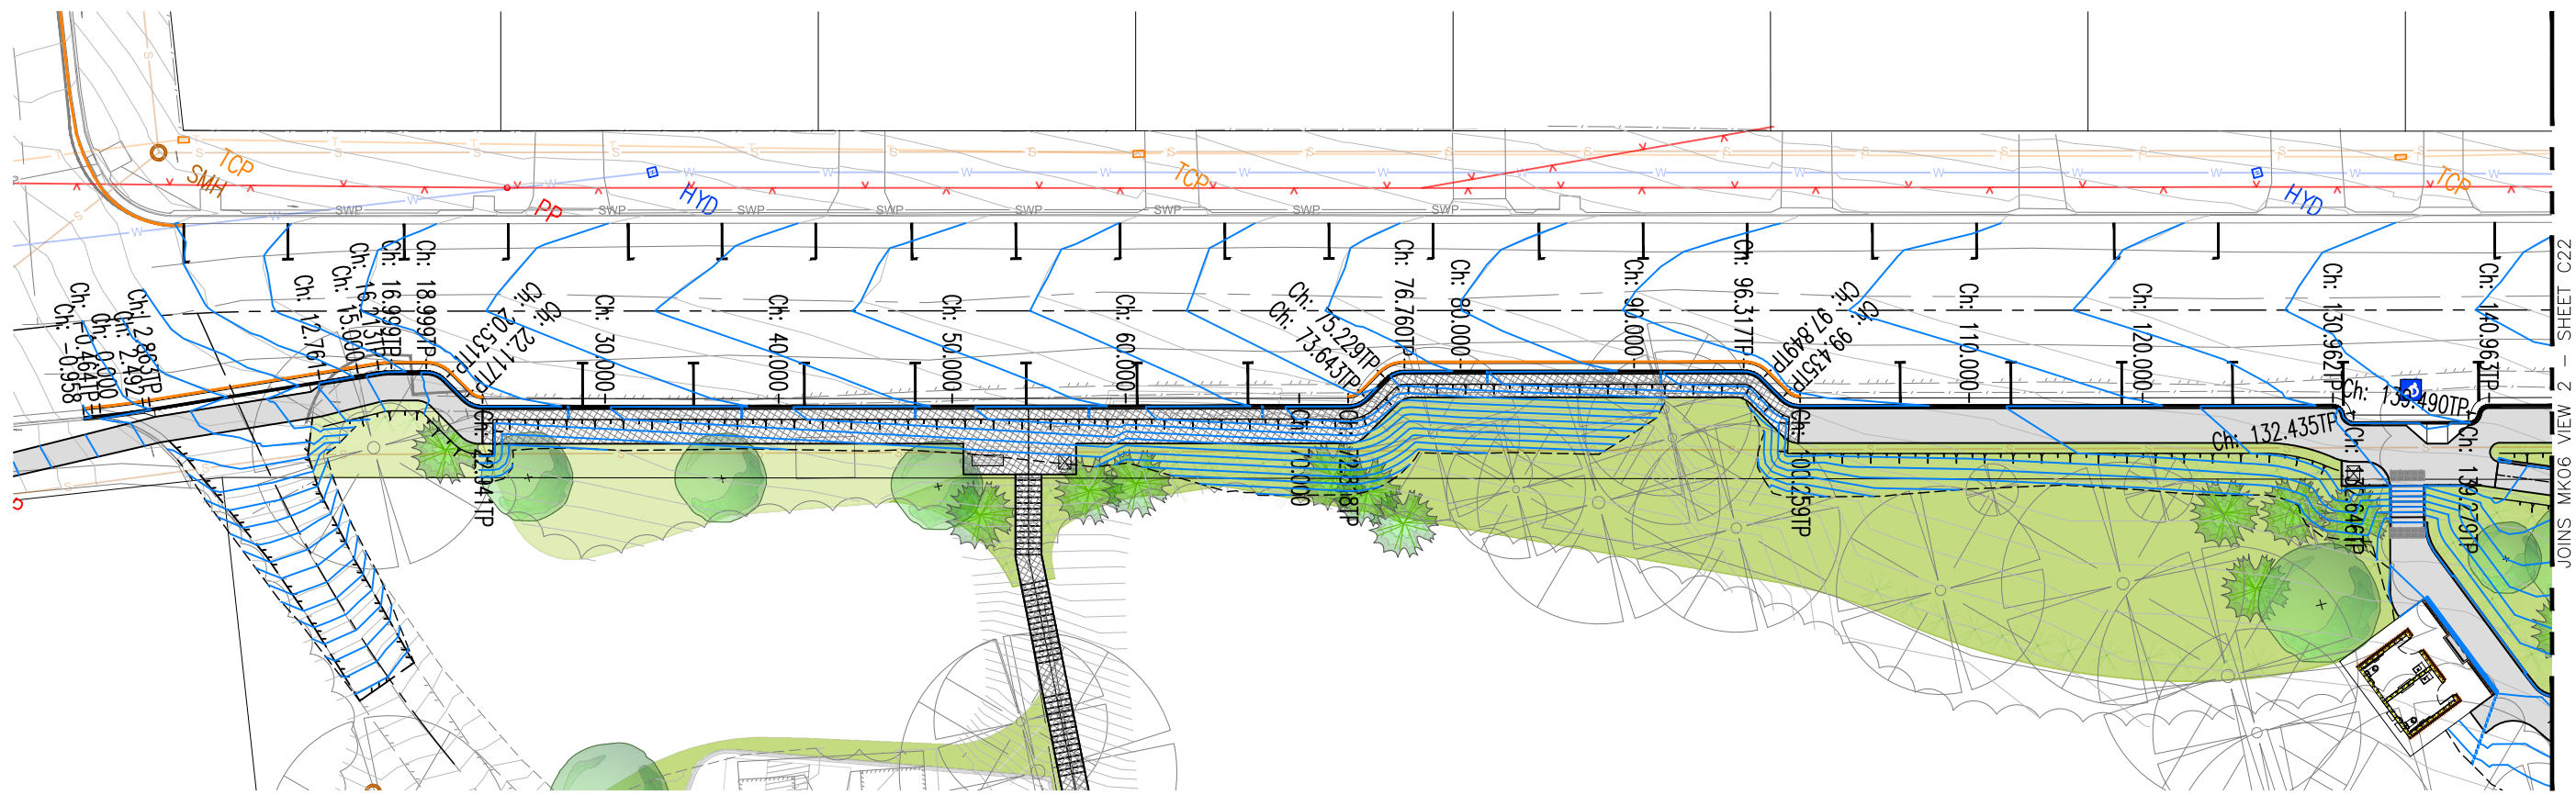 TCP
SMH
PP
HYD
TCP
HYD
TCP
SWP
SWP
SWP
SWP
SWP
SWP
SWP
SWP
Ch: -0.958
Ch: -0.464TP
Ch: 0.000
Ch: 2.492
Ch: 2.863TP
Ch: 12.761
Ch: 15.000
Ch: 16.213TP
Ch: 16.999TP
Ch: 18.999TP
Ch: 20.531TP
Ch: 22.117TP
Ch: 22.941TP
Ch: 30.000
Ch: 40.000
Ch: 50.000
Ch: 60.000
Ch: 70.000
Ch: 73.643TP
Ch: 75.229TP
Ch: 76.760TP
Ch: 80.000
Ch: 90.000
Ch: 96.317TP
Ch: 97.849TP
Ch: 99.435TP
Ch: 100.259TP
Ch: 110.000
Ch: 120.000
Ch: 130.962TP
Ch: 132.435TP
Ch: 139.279TP
Ch: 140.963TP
JOINS MK06 VIEW 2 - SHEET C22